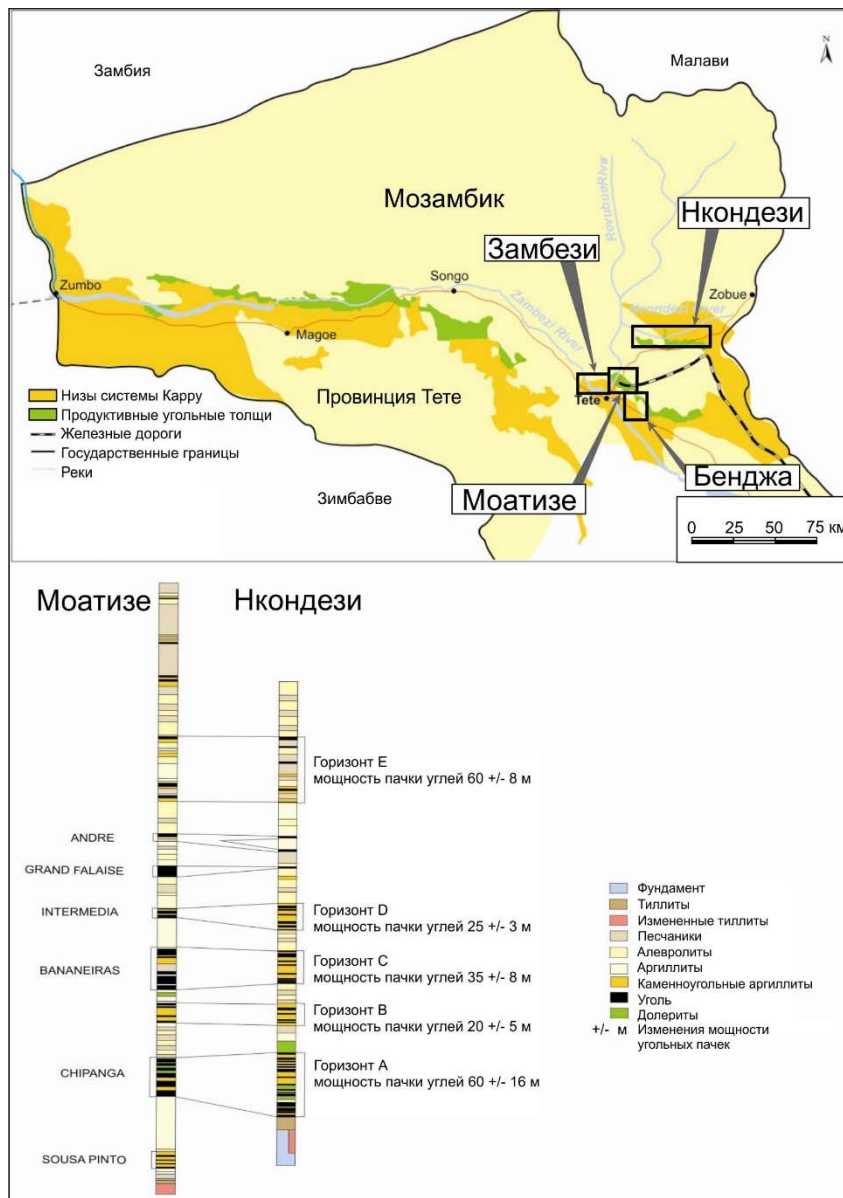 Замбия
Малави
N
Мозамбик
RevubueRiver
Нкондези
Замбези
Songo
Zobue
Zumbo
Zambezi River
Magoe
Провинция Тете
Tete
Низы системы Карру
Продуктивные угольные толщи
Железные дороги
Государственные границы
Реки
Зимбабве
Моатизе
Бенджа
0 25 50 75 км
Моатизе
Нкондези
Горизонт E
мощность пачки углей 60 +/- 8 м
ANDRE
GRAND FALAISE
INTERMEDIA
Горизонт D
мощность пачки углей 25 +/- 3 м
BANANEIRAS
Горизонт C
мощность пачки углей 35 +/- 8 м
Горизонт B
мощность пачки углей 20 +/- 5 м
CHIPANGA
Горизонт A
мощность пачки углей 60 +/- 16 м
SOUSA PINTO
Фундамент
Тиллиты
Измененные тиллиты
Песчаники
Алевролиты
Аргиллиты
Каменноугольные аргиллиты
Уголь
Долериты
+/- м Изменения мощности
угольных пачек